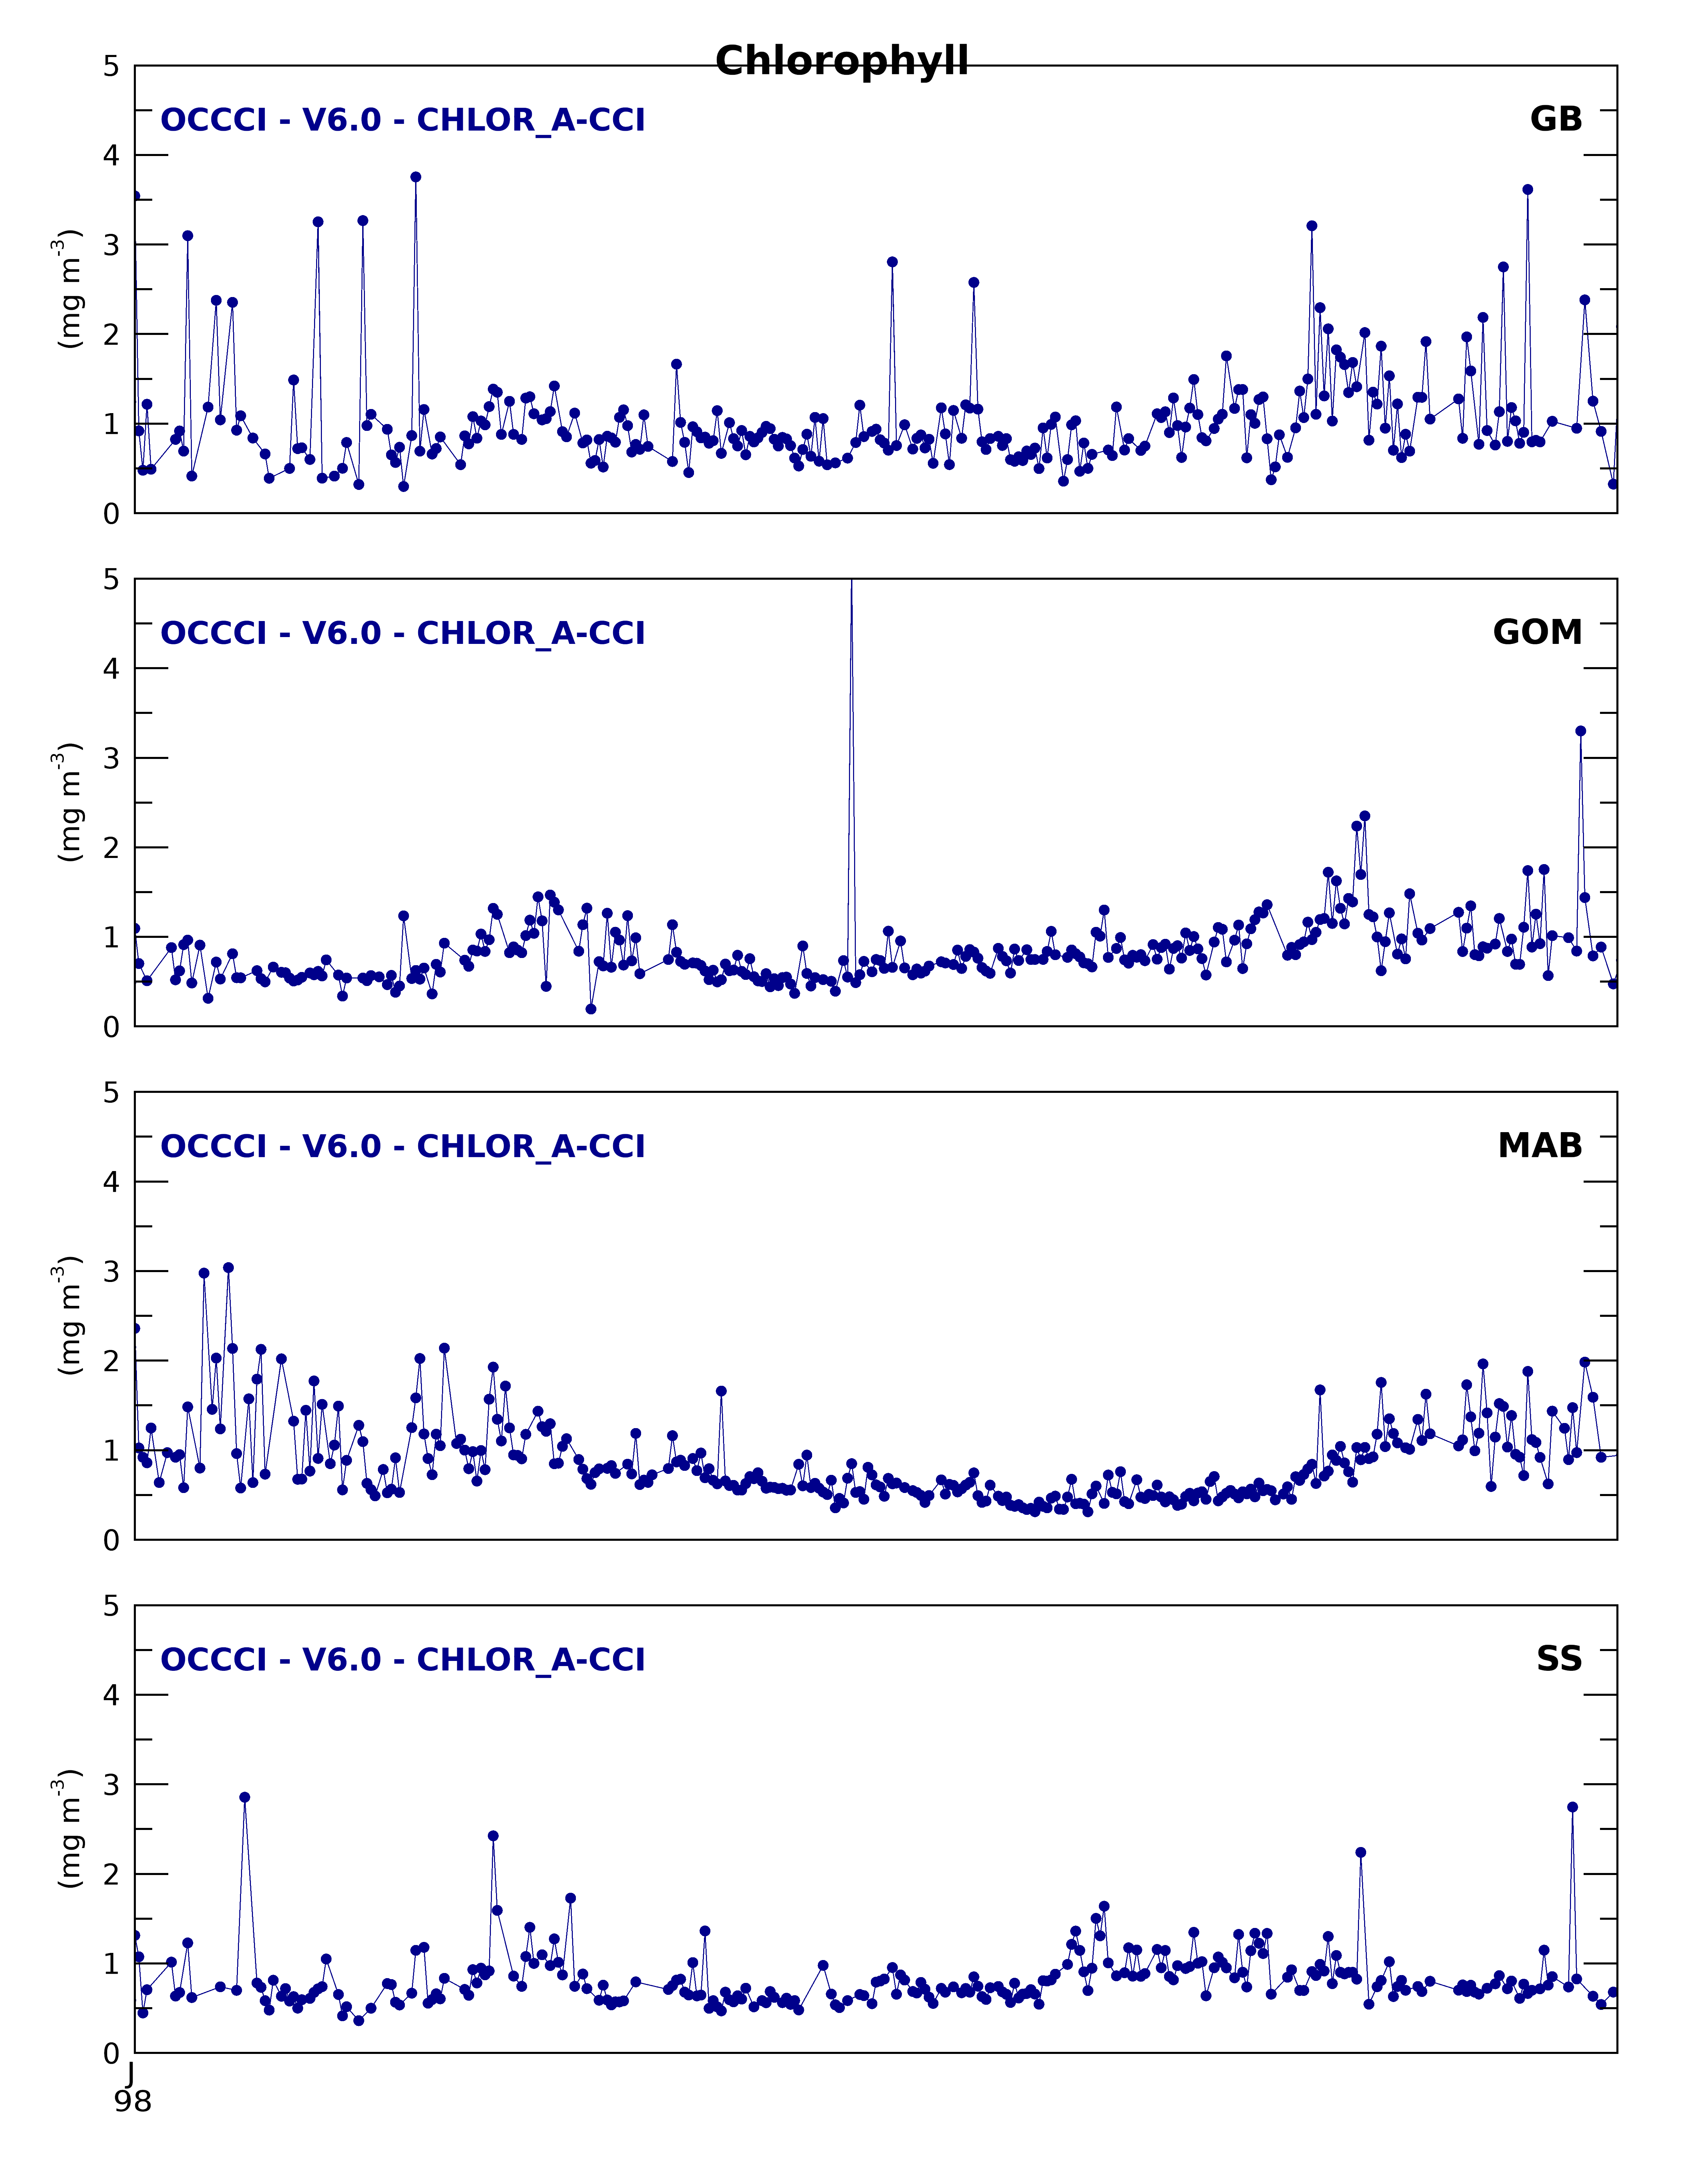 Chlorophyll
5
OCCCI - V6.0 - CHLOR_A-CCI GB
4
3
(mg m-3)
2
1
0
5
OCCCI - V6.0 - CHLOR_A-CCI GOM
4
3
(mg m-3)
2
1
0
5
OCCCI - V6.0 - CHLOR_A-CCI MAB
4
3
(mg m-3)
2
1
0
5
OCCCI - V6.0 - CHLOR_A-CCI SS
4
3
(mg m-3)
2
1
0
J
98